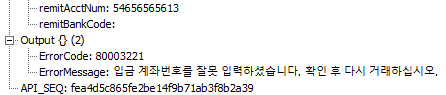 remitAcctNum: 54656565613
remitBankCode:
Output {} (2)
ErrorCode: 80003221
ErrorMessage: 입금 계좌번호를 잘못 입력하셨습니다. 확인 후 다시 거래하십시오.
API_SEQ: fea4d5c865fe2be14f9b71ab3f8b2a39